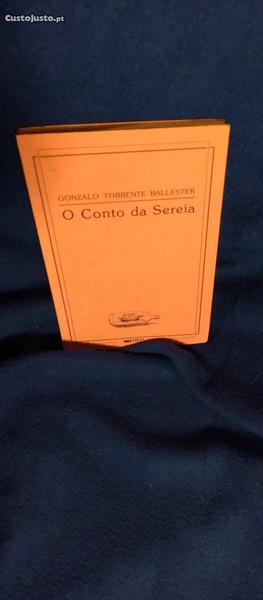 CustoJusto.pt
GONZALO TORRENTE BALLESTER
O Conto da Sereia